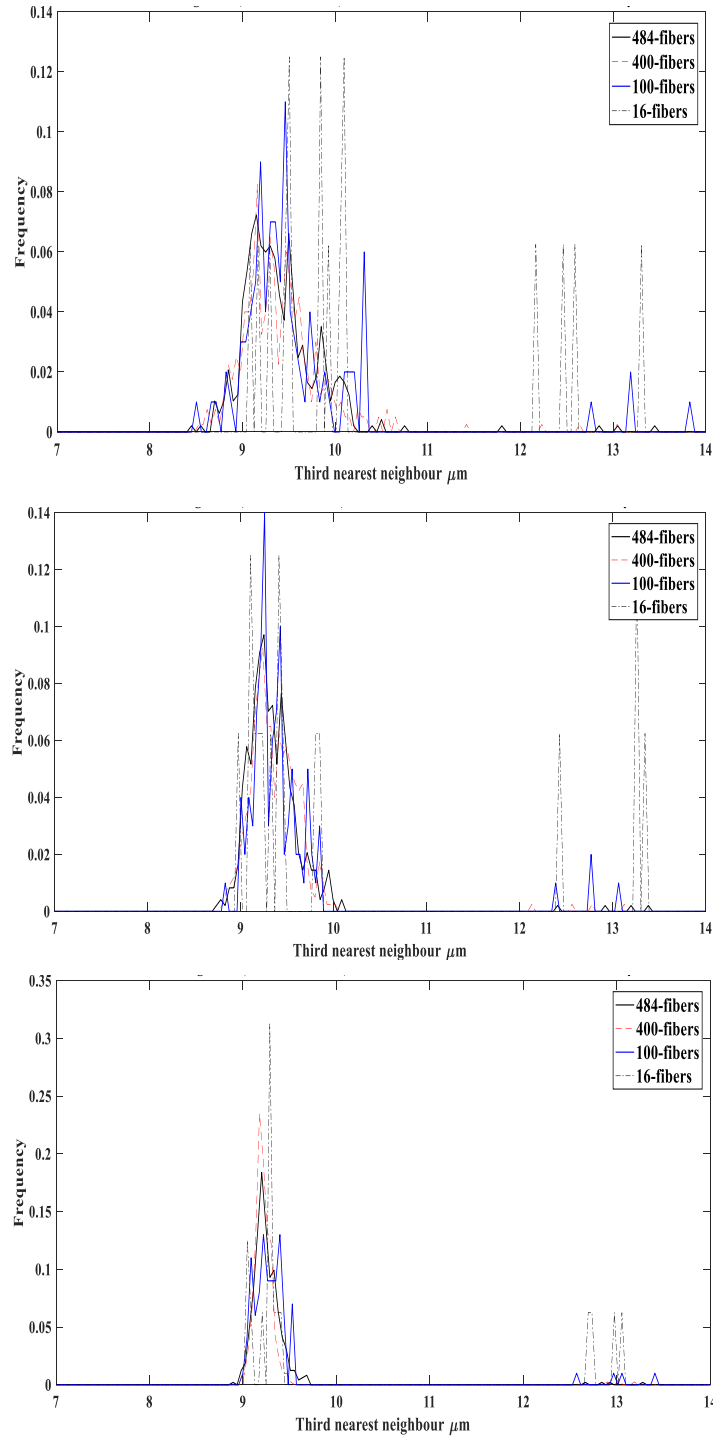 0.14
0.12
0.1
0.08
0.06
0.04
0.02
0
Frequency
484-fibers
400-fibers
100-fibers
16-fibers
7 8 9 10 11 12 13 14
Third nearest neighbour μm
0.14
0.12
0.1
0.08
0.06
0.04
0.02
0
Frequency
484-fibers
400-fibers
100-fibers
16-fibers
7 8 9 10 11 12 13 14
Third nearest neighbour μm
0.35
0.3
0.25
0.2
0.15
0.1
0.05
0
Frequency
484-fibers
400-fibers
100-fibers
16-fibers
7 8 9 10 11 12 13 14
Third nearest neighbour μm